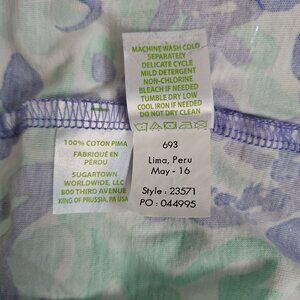 MACHINE WASH COLD
SEPARATELY
DELICATE CYCLE
MILD DETERGENT
NON-CHLORINE
BLEACH IF NEEDED
TUMBLE DRY LOW
COOL IRON IF NEEDED
DO NOT DRY CLEAN
100% COTON PIMA
FABRIQUÉ EN
PÉROU
SUGARTOWN
WORLDWIDE, LLC
800 THIRD AVENUE
KING OF PRUSSIA, PA USA
693
Lima, Peru
May - 16
Style : 23571
PO : 044995